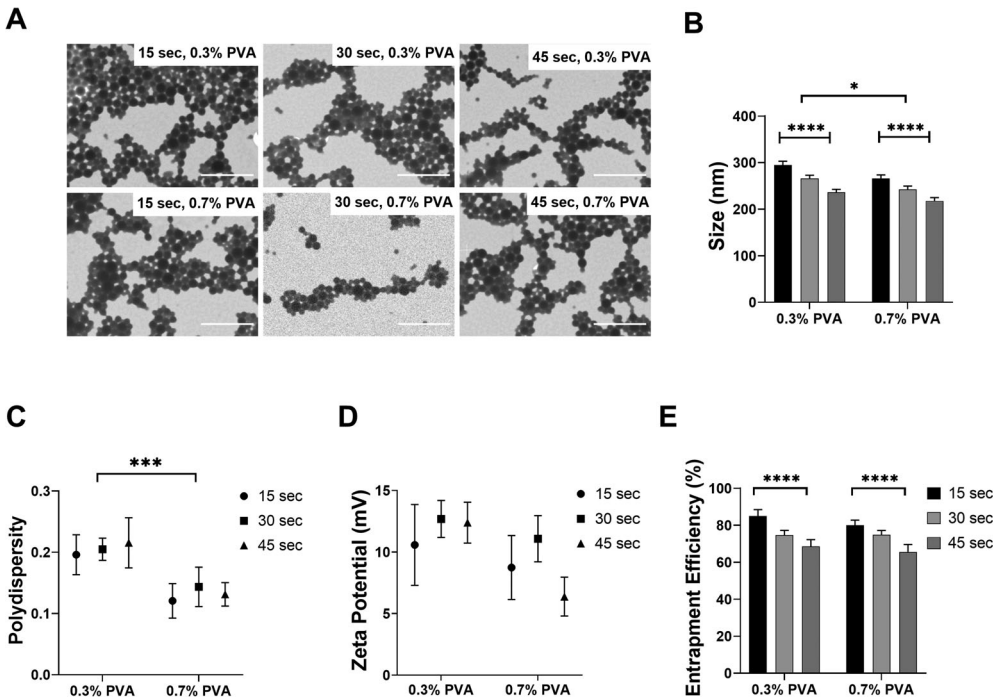 A
15 sec, 0.3% PVA
30 sec, 0.3% PVA
45 sec, 0.3% PVA
15 sec, 0.7% PVA
30 sec, 0.7% PVA
45 sec, 0.7% PVA
B
*
**** ****
400
300
200
100
0
Size (nm)
0.3% PVA 0.7% PVA
C
***
0.3
0.2
0.1
0.0
Polydispersity
0.3% PVA 0.7% PVA
15 sec
30 sec
45 sec
D
15
10
5
0
Zeta Potential (mV)
0.3% PVA 0.7% PVA
15 sec
30 sec
45 sec
E
**** ****
100
80
60
40
20
0
Entrapment Efficiency (%)
0.3% PVA 0.7% PVA
15 sec
30 sec
45 sec